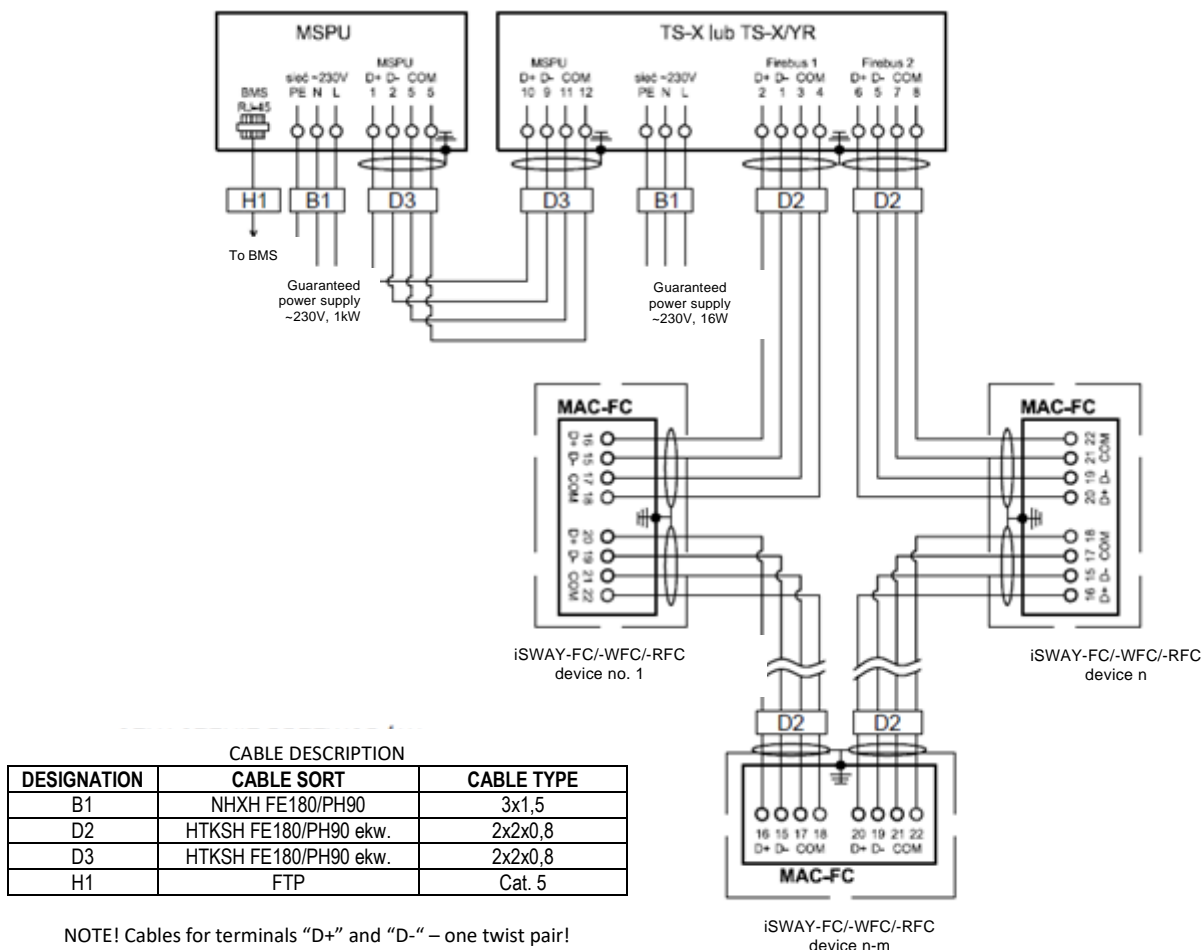 MSPU
BMS
RJ-45
sieć ~230V
PE N L
MSPU
D+ D- COM
1 2 5 5
TS-X lub TS-X/YR
MSPU
D+ D- COM
10 9 11 12
sieć ~230V
PE N L
Firebus 1
D+ D- COM
2 1 3 4
Firebus 2
D+ D- COM
6 5 7 8
H1 B1 D3 D3 B1 D2 D2
To BMS
Guaranteed
power supply
~230V, 1kW
Guaranteed
power supply
~230V, 16W
MAC-FC
D+ 16
D- 15
COM 17
18
D+ 20
D- 19
COM 21
22
iSWAY-FC/-WFC/-RFC
device no. 1
MAC-FC
22
21 COM
19 D-
20 D+
18
17 COM
15 D-
16 D+
iSWAY-FC/-WFC/-RFC
device n
D2 D2
16 15 17 18 20 19 21 22
D+ D- COM D+ D- COM
MAC-FC
iSWAY-FC/-WFC/-RFC
device n-m
CABLE DESCRIPTION
DESIGNATION CABLE SORT CABLE TYPE
B1 NHXH FE180/PH90 3x1,5
D2 HTKSH FE180/PH90 ekw. 2x2x0,8
D3 HTKSH FE180/PH90 ekw. 2x2x0,8
H1 FTP Cat. 5
NOTE! Cables for terminals “D+” and “D-“ – one twist pair!